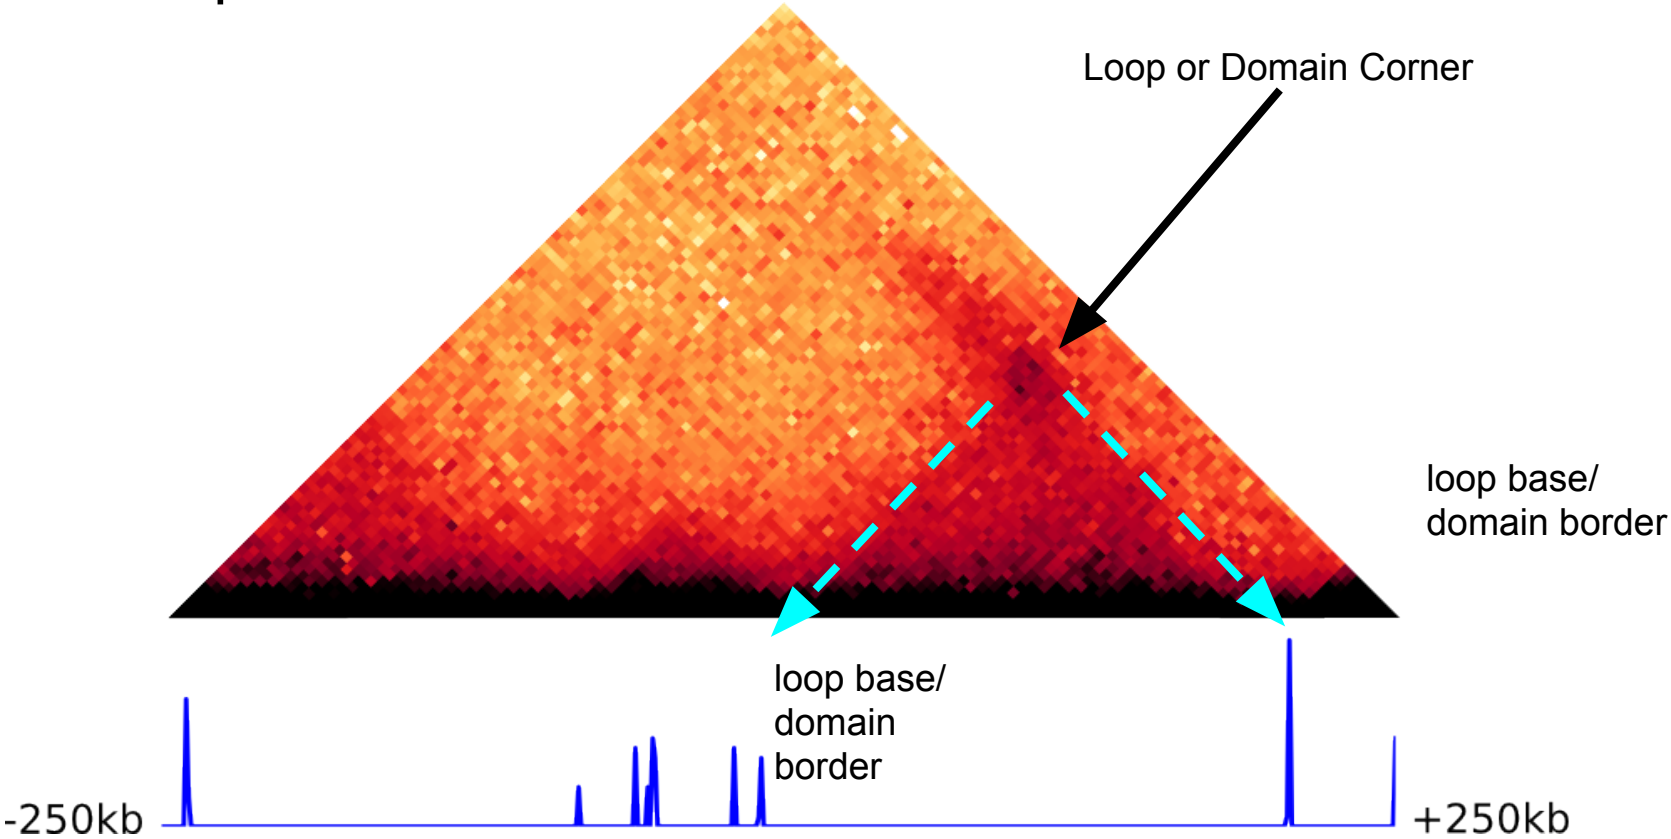 Loop or Domain Corner
loop base/
domain border
loop base/
domain
border
-250kb
+250kb